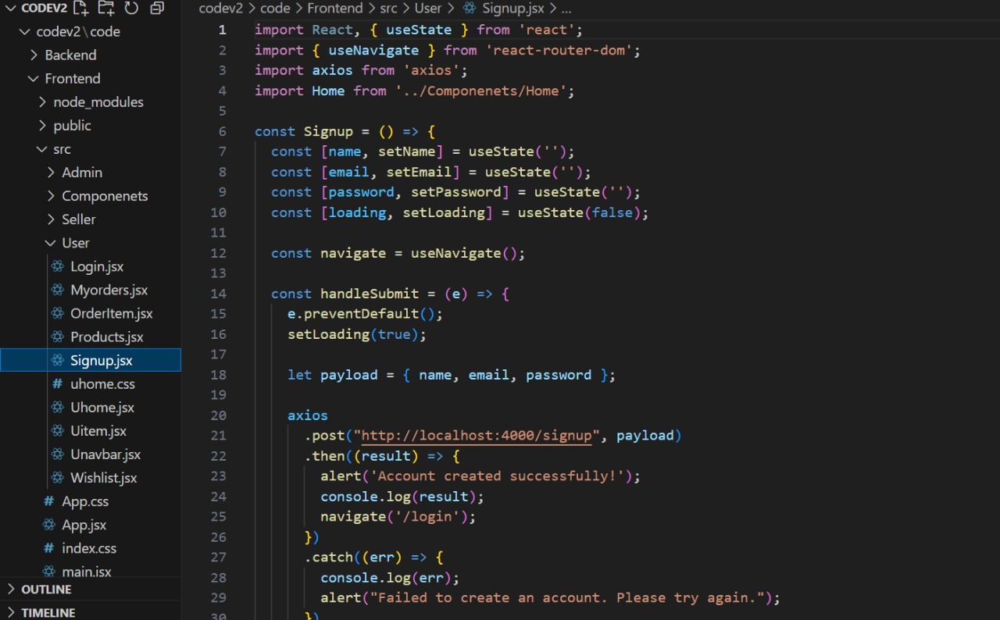 CODEV2
codev2\code
Backend
Frontend
node_modules
public
src
Admin
Componenets
Seller
User
Login.jsx
Myorders.jsx
OrderItem.jsx
Products.jsx
Signup.jsx
# uhome.css
Uhome.jsx
Uitem.jsx
Unavbar.jsx
Wishlist.jsx
# App.css
App.jsx
# index.css
main.jsx
OUTLINE
TIMELINE
codev2 > code > Frontend > src > User > Signup.jsx > ...
1 import React, { useState } from 'react';
2 import { useNavigate } from 'react-router-dom';
3 import axios from 'axios';
4 import Home from '../Componenets/Home';
5
6 const Signup = () => {
7 const [name, setName] = useState('');
8 const [email, setEmail] = useState('');
9 const [password, setPassword] = useState('');
10 const [loading, setLoading] = useState(false);
11
12 const navigate = useNavigate();
13
14 const handleSubmit = (e) => {
15 e.preventDefault();
16 setLoading(true);
17
18 let payload = { name, email, password };
19
20 axios
21 .post("http://localhost:4000/signup", payload)
22 .then((result) => {
23 alert('Account created successfully!');
24 console.log(result);
25 navigate('/login');
26 })
27 .catch((err) => {
28 console.log(err);
29 alert("Failed to create an account. Please try again.");
30 })